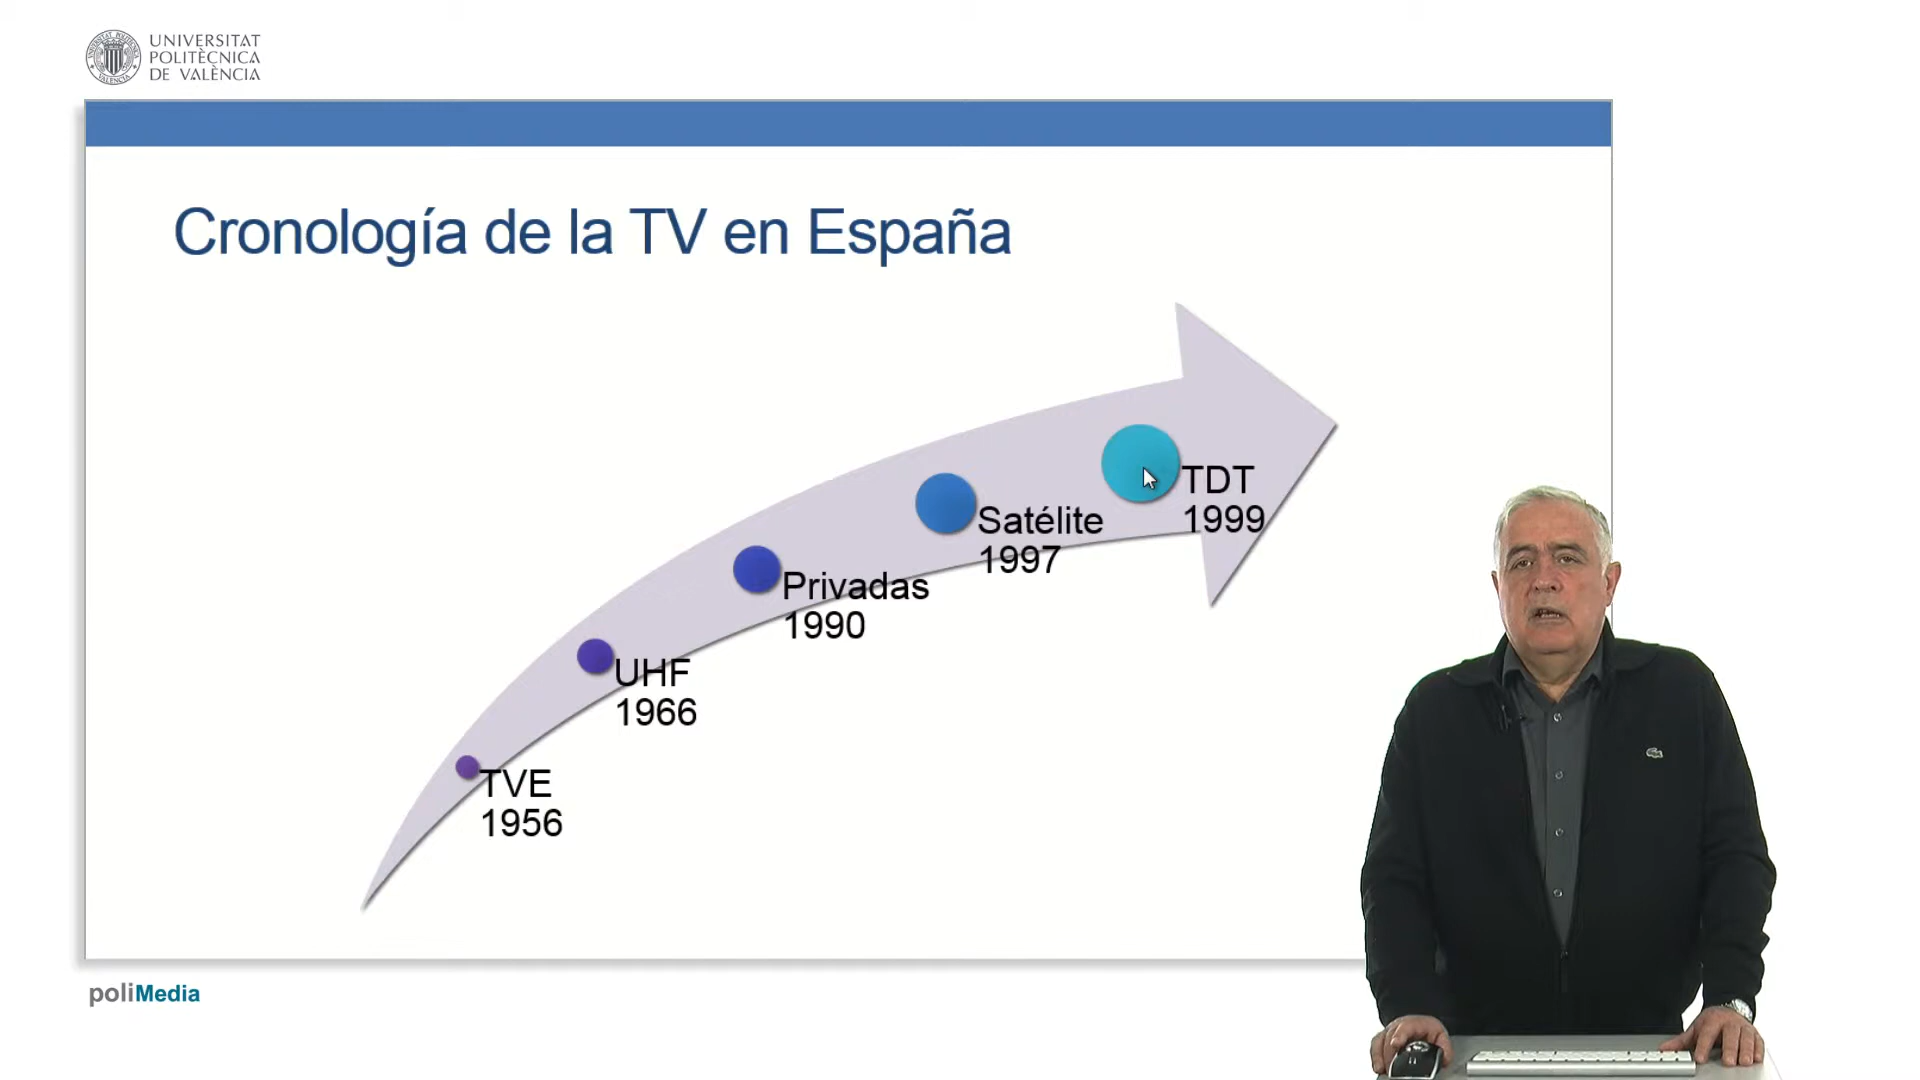 UNIVERSITAT
POLITÈCNICA
DE VALÈNCIA
Cronología de la TV en España
TDT
1999
Satélite
1997
Privadas
1990
UHF
1966
TVE
1956
poliMedia